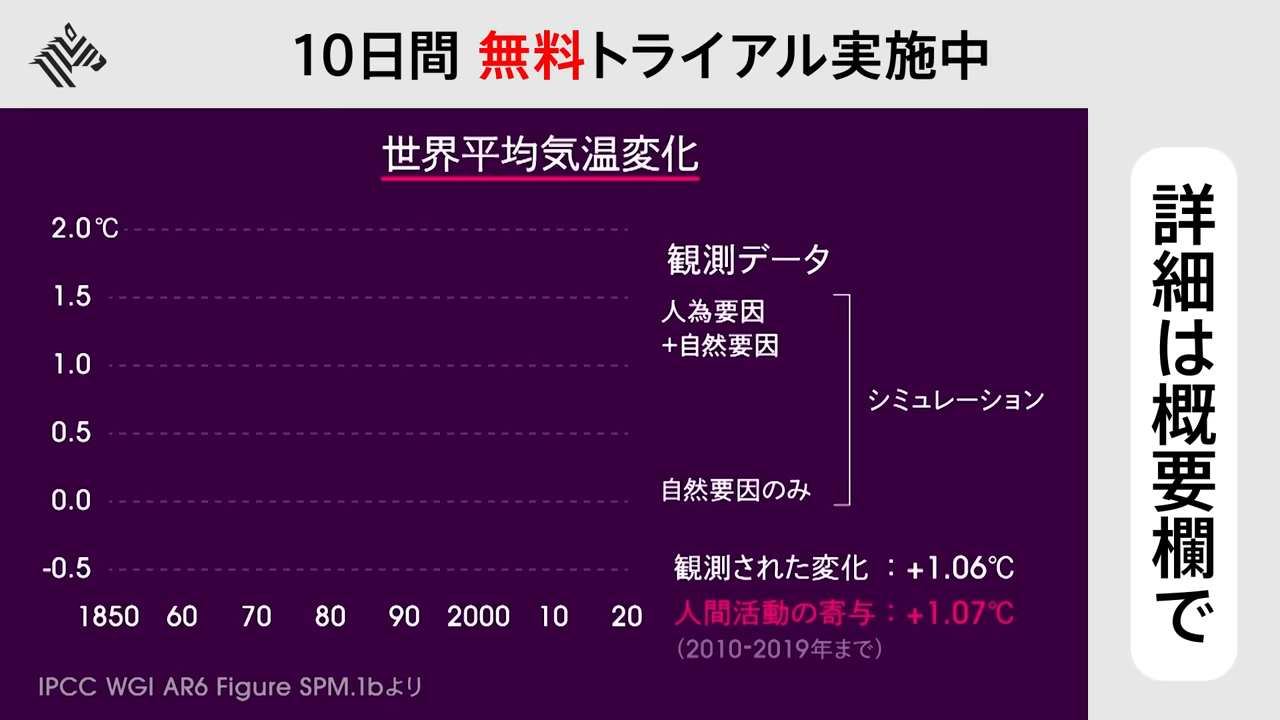 10日間 無料トライアル実施中
世界平均気温変化
2.0℃
1.5
1.0
0.5
0.0
-0.5
1850 60 70 80 90 2000 10 20
観測データ
人為要因
+自然要因
シミュレーション
自然要因のみ
観測された変化 ：+1.06℃
人間活動の寄与：+1.07℃
（2010-2019年まで）
IPCC WGI AR6 Figure SPM.1bより
詳細は概要欄で